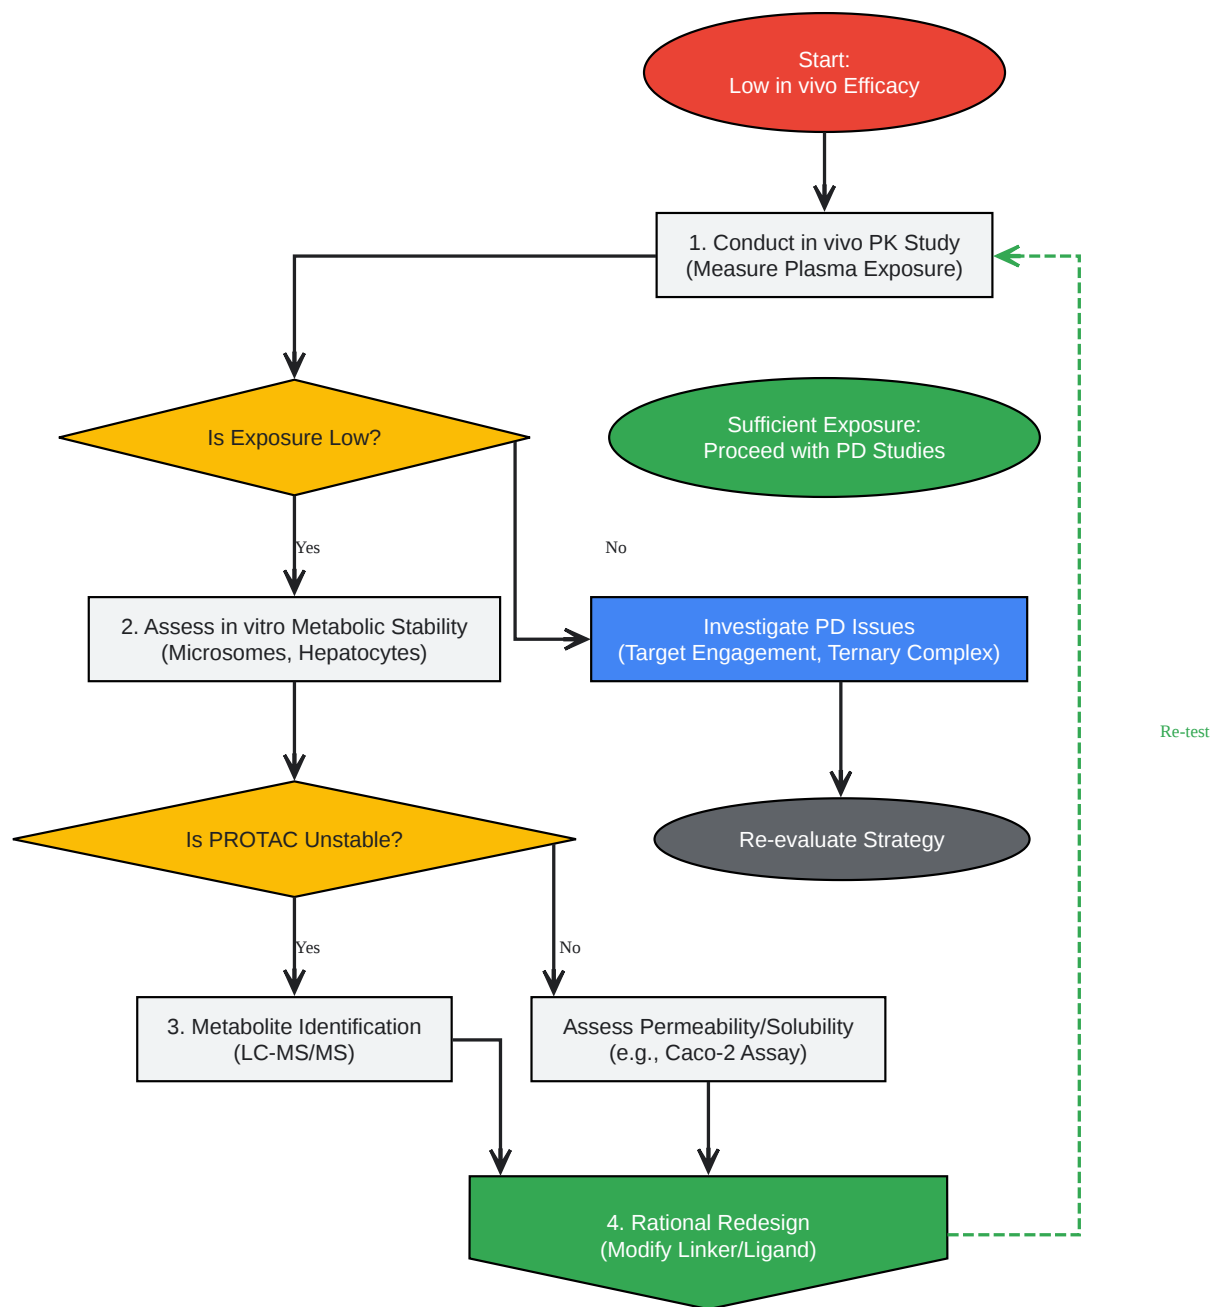 Start:
Low in vivo Efficacy
1. Conduct in vivo PK Study
(Measure Plasma Exposure)
Is Exposure Low?
Sufficient Exposure:
Proceed with PD Studies
Yes
No
2. Assess in vitro Metabolic Stability
(Microsomes, Hepatocytes)
Investigate PD Issues
(Target Engagement, Ternary Complex)
Re-test
Is PROTAC Unstable?
Re-evaluate Strategy
Yes
No
3. Metabolite Identification
(LC-MS/MS)
Assess Permeability/Solubility
(e.g., Caco-2 Assay)
4. Rational Redesign
(Modify Linker/Ligand)